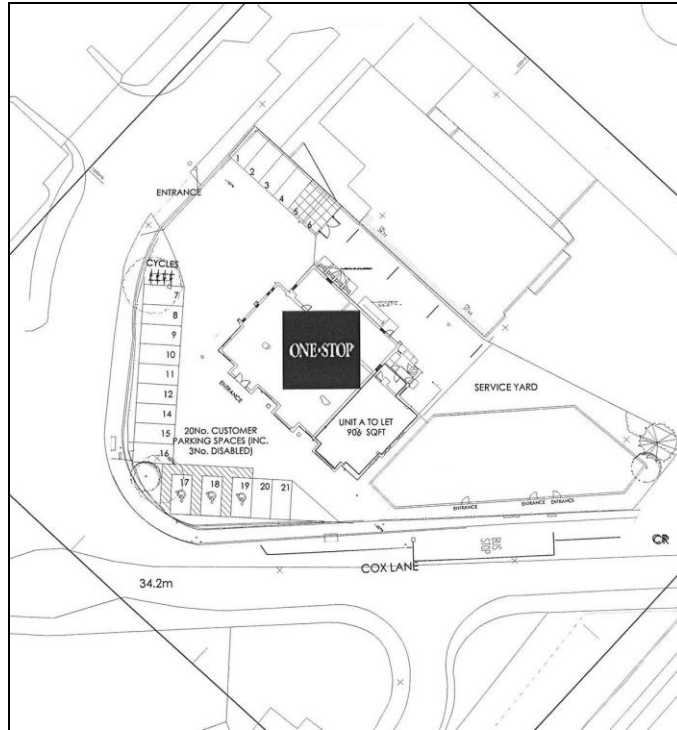 ENTRANCE
1
2
3
4
5
6
CYCLES
7
8
9
10
11
12
14
15
16
ONE•STOP
ENTRANCE
SERVICE YARD
UNIT A TO LET
906 SQFT
20No. CUSTOMER
PARKING SPACES (INC.
3No. DISABLED)
17
18
19
20
21
ENTRANCE
ENTRANCE
ENTRANCE
BUS
STOP
CR
COX LANE
34.2m